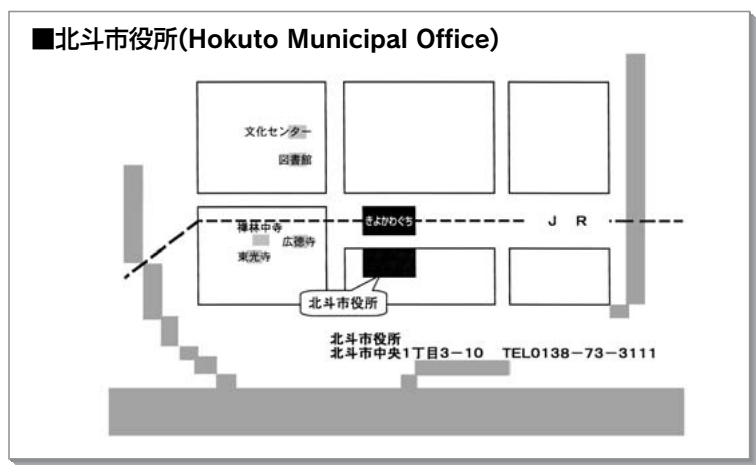 ■北斗市役所(Hokuto Municipal Office)
文化センター
図書館
きよかわぐち
JR
禅林中寺
広徳寺
東光寺
北斗市役所
北斗市役所
北斗市中央1丁目3−10 TEL0138−73−3111